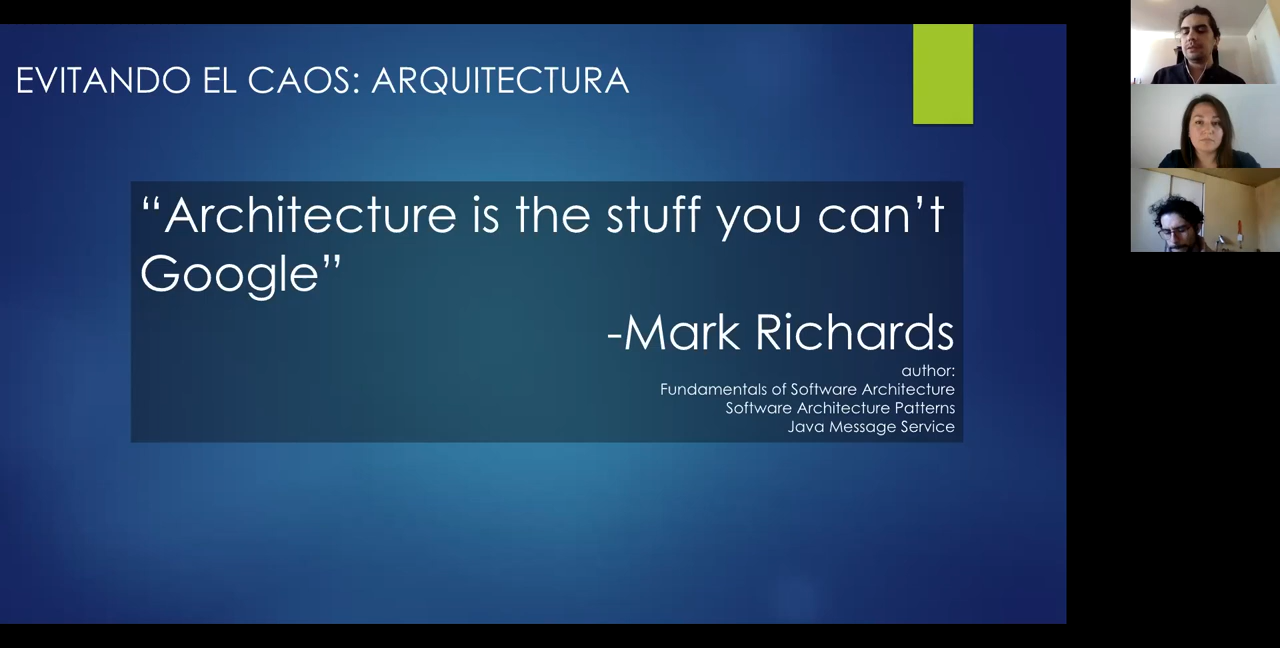 EVITANDO EL CAOS: ARQUITECTURA
“Architecture is the stuff you can’t
Google”
-Mark Richards
author:
Fundamentals of Software Architecture
Software Architecture Patterns
Java Message Service